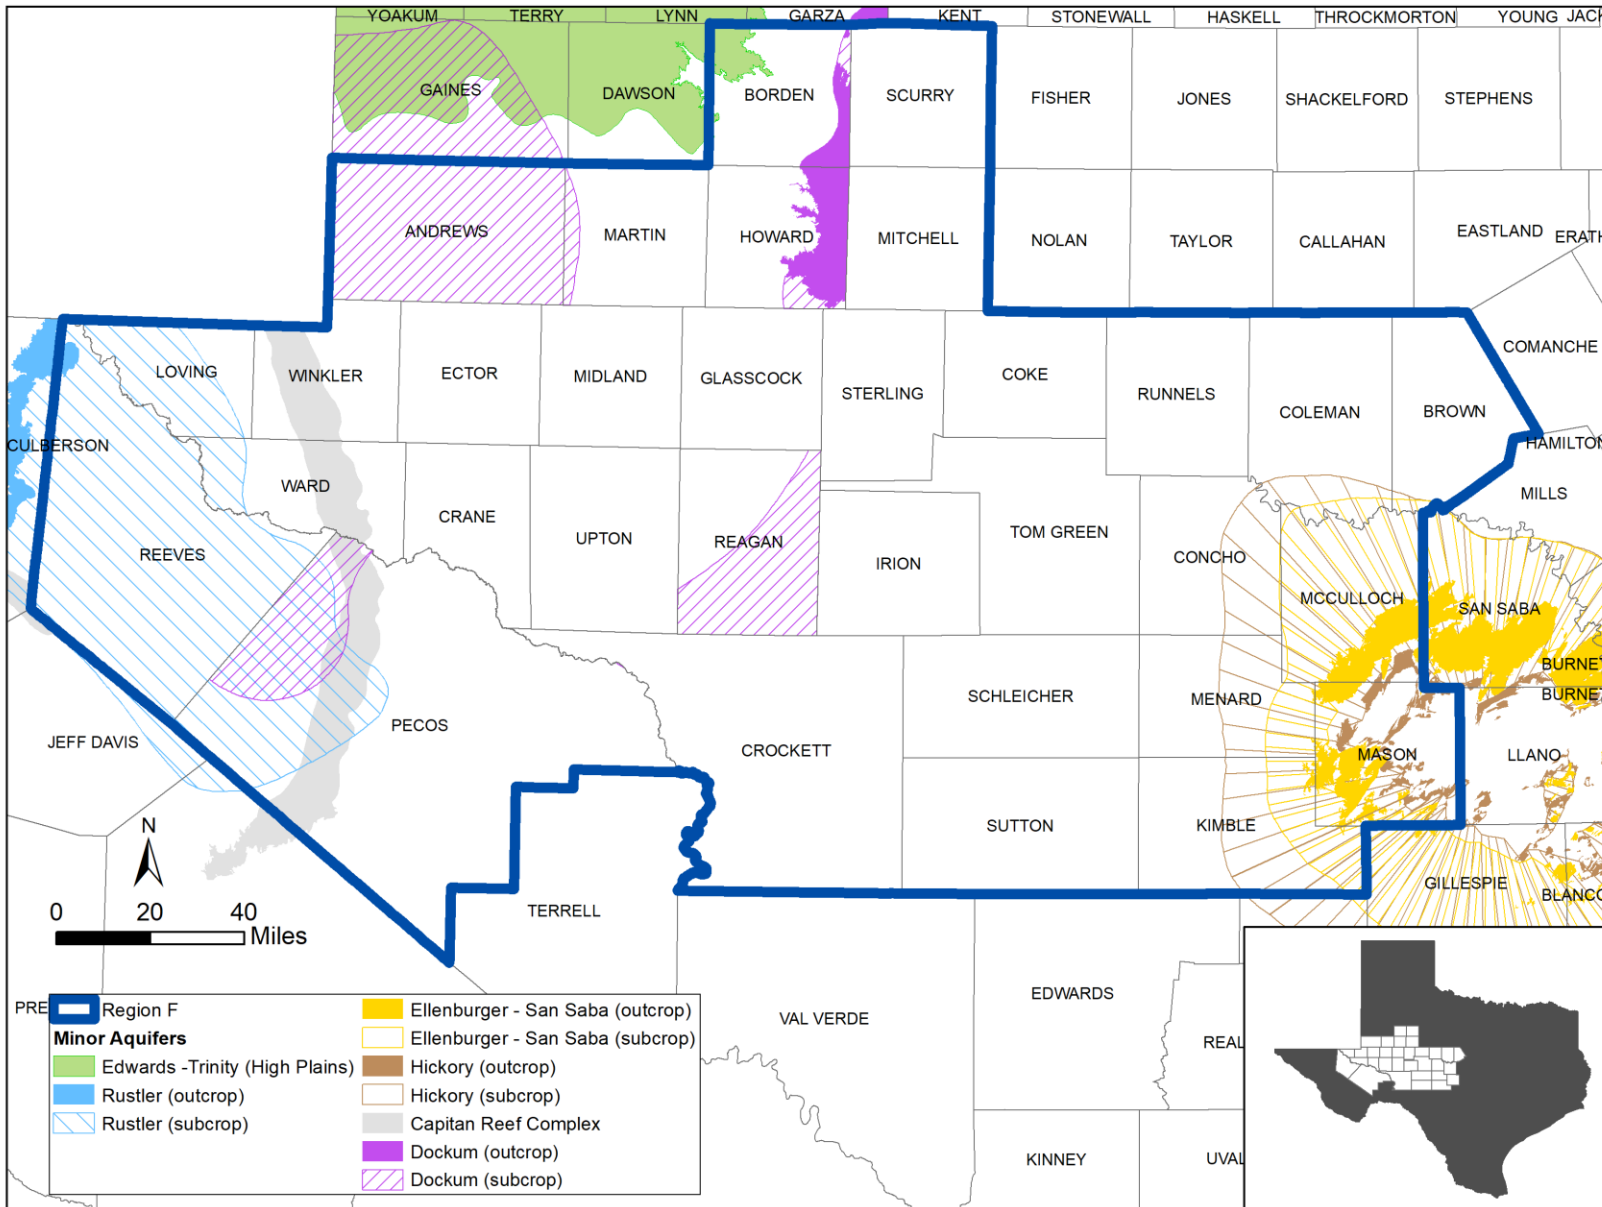 YOAKUM TERRY LYNN GARZA KENT STONEWALL HASKELL THROCKMORTON YOUNG JACK
GAINES DAWSON BORDEN SCURRY FISHER JONES SHACKELFORD STEPHENS
ANDREWS MARTIN HOWARD MITCHELL NOLAN TAYLOR CALLAHAN EASTLAND ERATH
LOVING WINKLER ECTOR MIDLAND GLASSCOCK STERLING COKE RUNNELS COLEMAN BROWN COMANCHE
CULBERSON WARD CRANE UPTON REAGAN IRION TOM GREEN CONCHO HAMILTON
MILLS
REEVES MCCULLOCH SAN SABA
BURNET
BURNET
JEFF DAVIS PECOS CROCKETT SCHLEICHER MENARD MASON LLANO
SUTTON KIMBLE
GILLESPIE BLANCO
TERRELL
VAL VERDE EDWARDS REAL
KINNEY UVAL
PRE
N
0 20 40
Miles
Region F
Minor Aquifers
Edwards -Trinity (High Plains)
Rustler (outcrop)
Rustler (subcrop)
Ellenburger - San Saba (outcrop)
Ellenburger - San Saba (subcrop)
Hickory (outcrop)
Hickory (subcrop)
Capitan Reef Complex
Dockum (outcrop)
Dockum (subcrop)